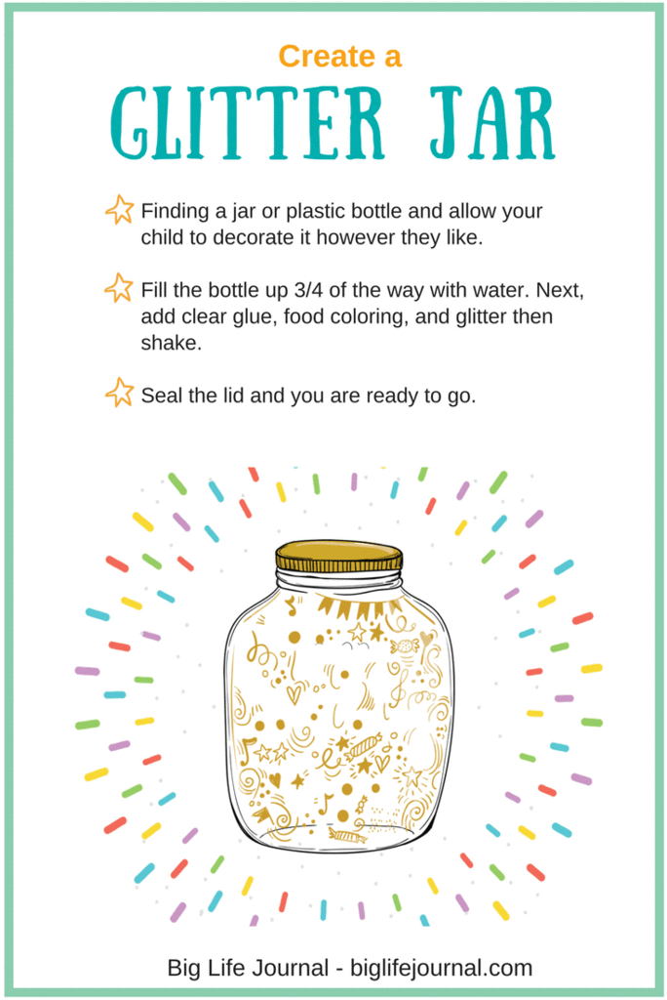 Create a
GLITTER JAR
Finding a jar or plastic bottle and allow your
child to decorate it however they like.
Fill the bottle up 3/4 of the way with water. Next,
add clear glue, food coloring, and glitter then
shake.
Seal the lid and you are ready to go.
Big Life Journal - biglifejournal.com